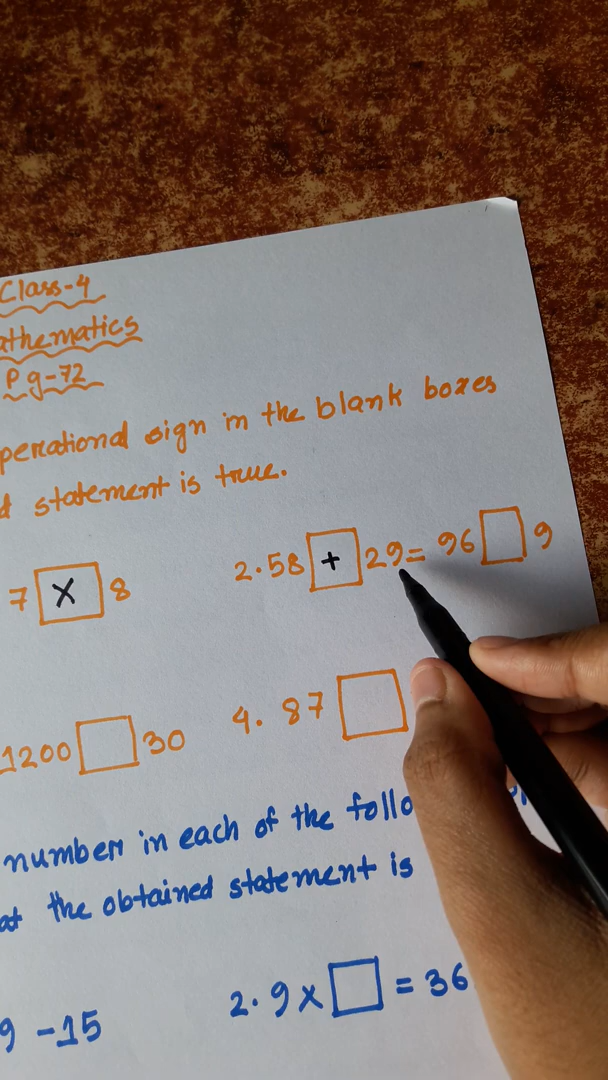 Class-4
athematics
Pg-72
perational sign in the blank boxes
d statement is true.
7 × 8
2. 58 + 29 = 96 □ 9
1200 □ 30
4. 87 □
number in each of the follo
at the obtained statement is
9 - 15
2. 9 × □ = 36